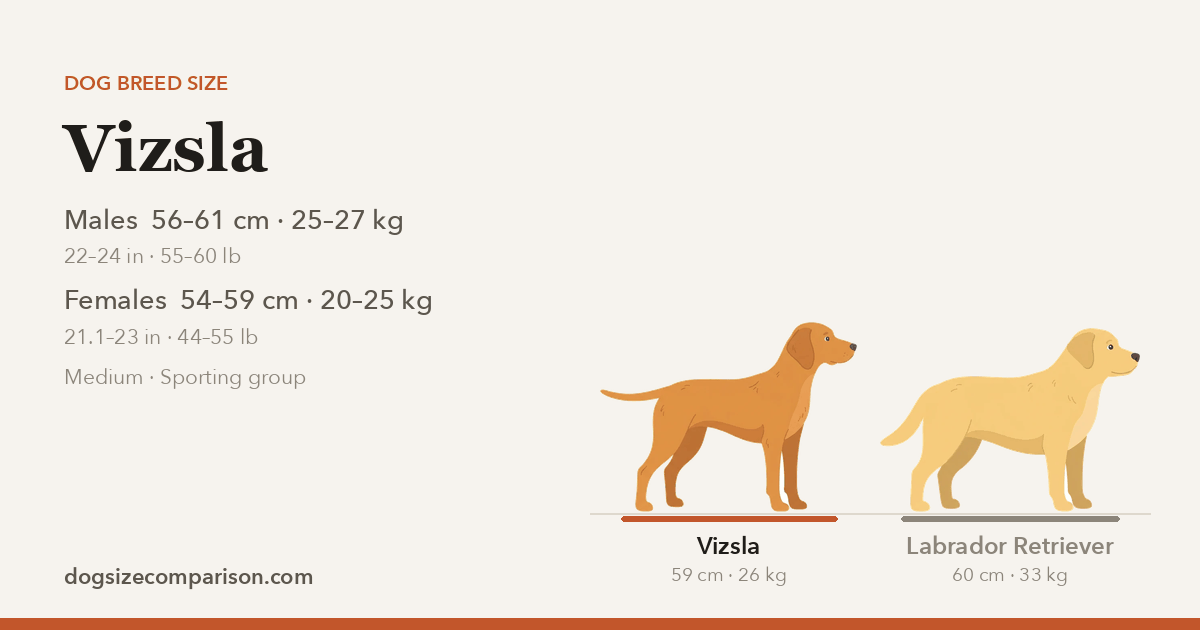 DOG BREED SIZE
Vizsla
Males 56–61 cm · 25–27 kg
22–24 in · 55–60 lb
Females 54–59 cm · 20–25 kg
21.1–23 in · 44–55 lb
Medium · Sporting group
Vizsla
59 cm · 26 kg
Labrador Retriever
60 cm · 33 kg
dogsizecomparison.com